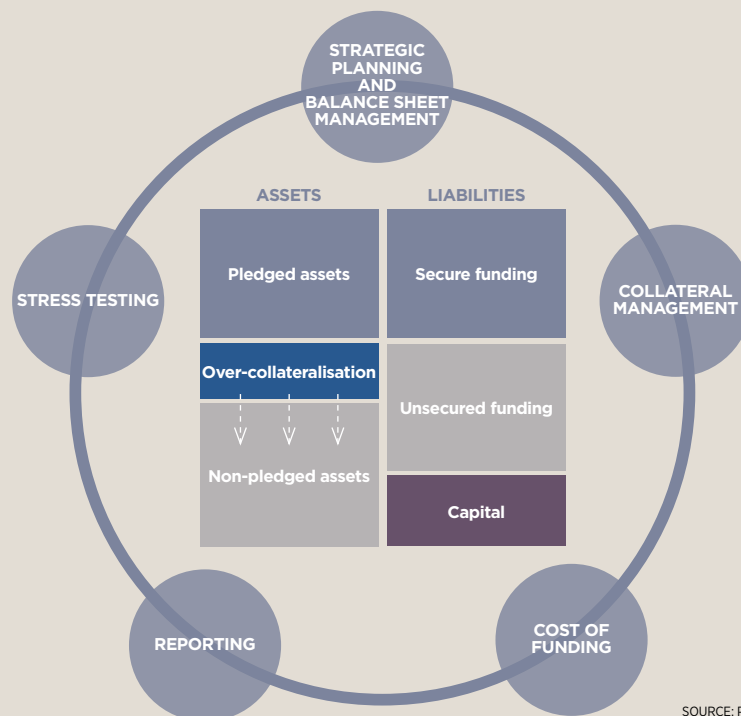 STRATEGIC
PLANNING
AND
BALANCE SHEET
MANAGEMENT
ASSETS
LIABILITIES
Pledged assets
Secure funding
STRESS TESTING
COLLATERAL
MANAGEMENT
Over-collateralisation
Unsecured funding
Non-pledged assets
Capital
REPORTING
COST OF
FUNDING
SOURCE: